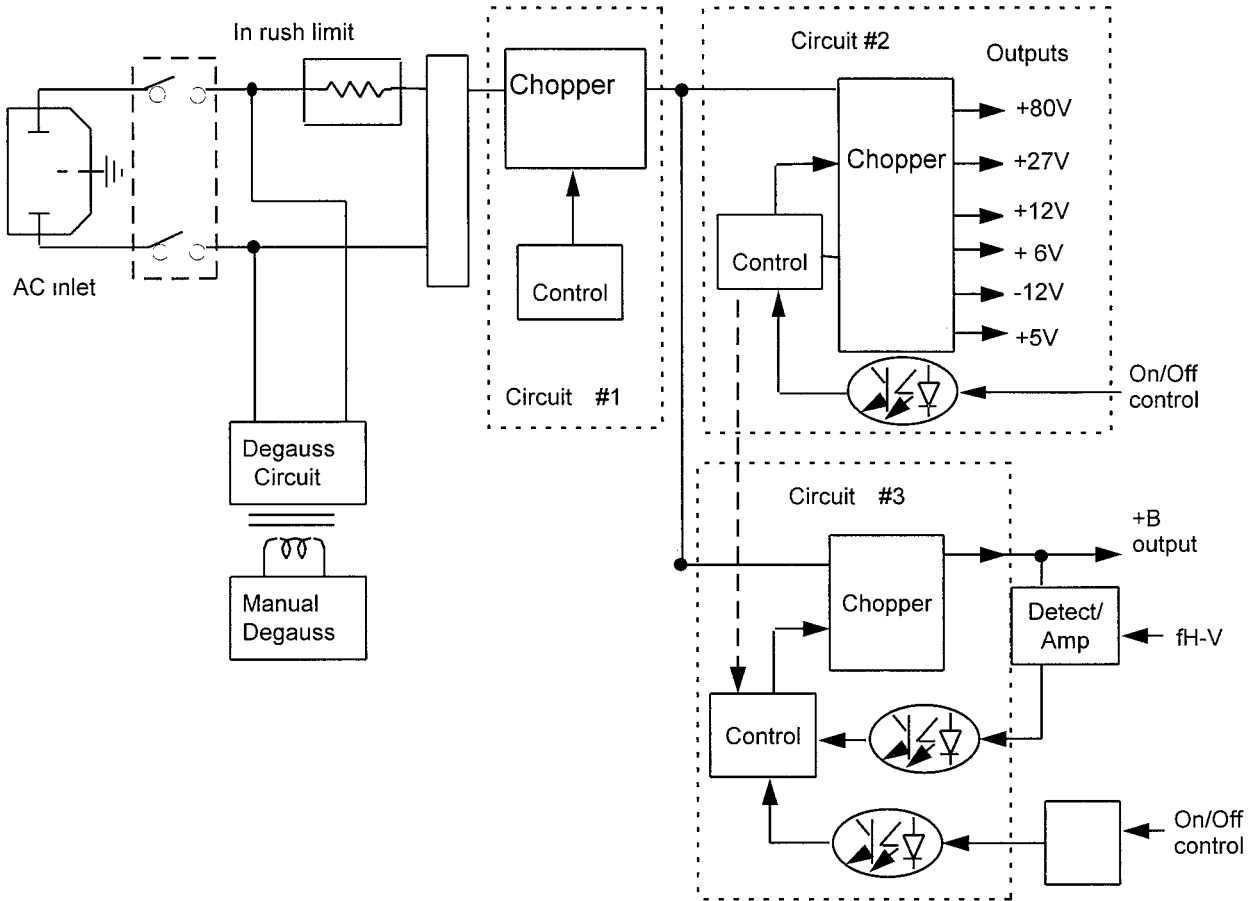 In rush limit
Chopper
Control
Circuit #1
AC inlet
Degauss
Circuit
Manual
Degauss
Circuit #2
Outputs
Chopper
Control
+80V
+27V
+12V
+ 6V
-12V
+5V
On/Off
control
Circuit #3
Chopper
Control
+B
output
Detect/
Amp
fH-V
On/Off
control